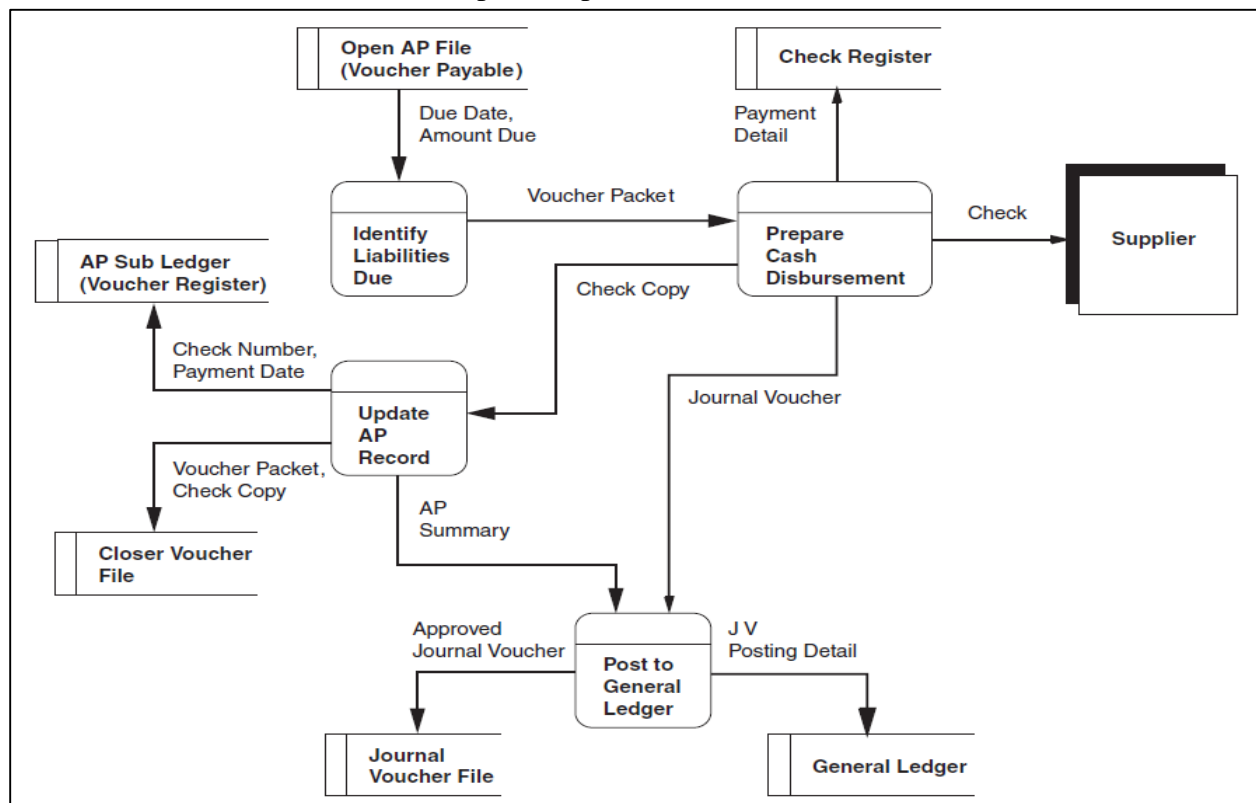 Open AP File
(Voucher Payable)
Check Register
Due Date,
Amount Due
Payment
Detail
Voucher Packet
Check
Identify
Liabilities
Due
Prepare
Cash
Disbursement
Supplier
AP Sub Ledger
(Voucher Register)
Check Copy
Check Number,
Payment Date
Journal Voucher
Update
AP
Record
Voucher Packet,
Check Copy
AP
Summary
Closer Voucher
File
Approved
Journal Voucher
J V
Posting Detail
Post to
General
Ledger
Journal
Voucher File
General Ledger